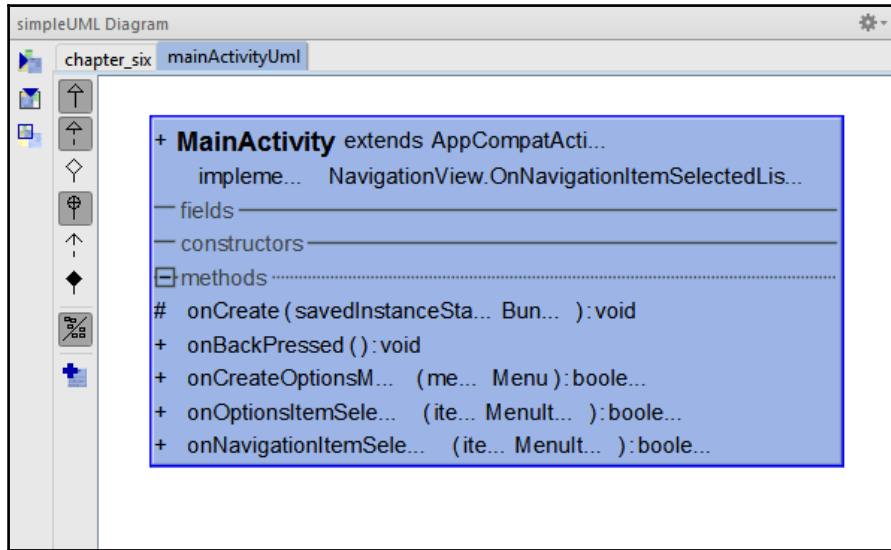 simpleUML Diagram
chapter_six mainActivityUml
+ MainActivity extends AppCompatActi...
impleme... NavigationView.OnNavigationItemSelectedLis...
fields
constructors
methods
# onCreate ( savedInstanceSta... Bun... ) : void
+ onBackPressed ( ) : void
+ onCreateOptionsM... ( me... Menu ) : boole...
+ onOptionsItemSele... ( ite... MenuIt... ) : boole...
+ onNavigationItemSele... ( ite... MenuIt... ) : boole...